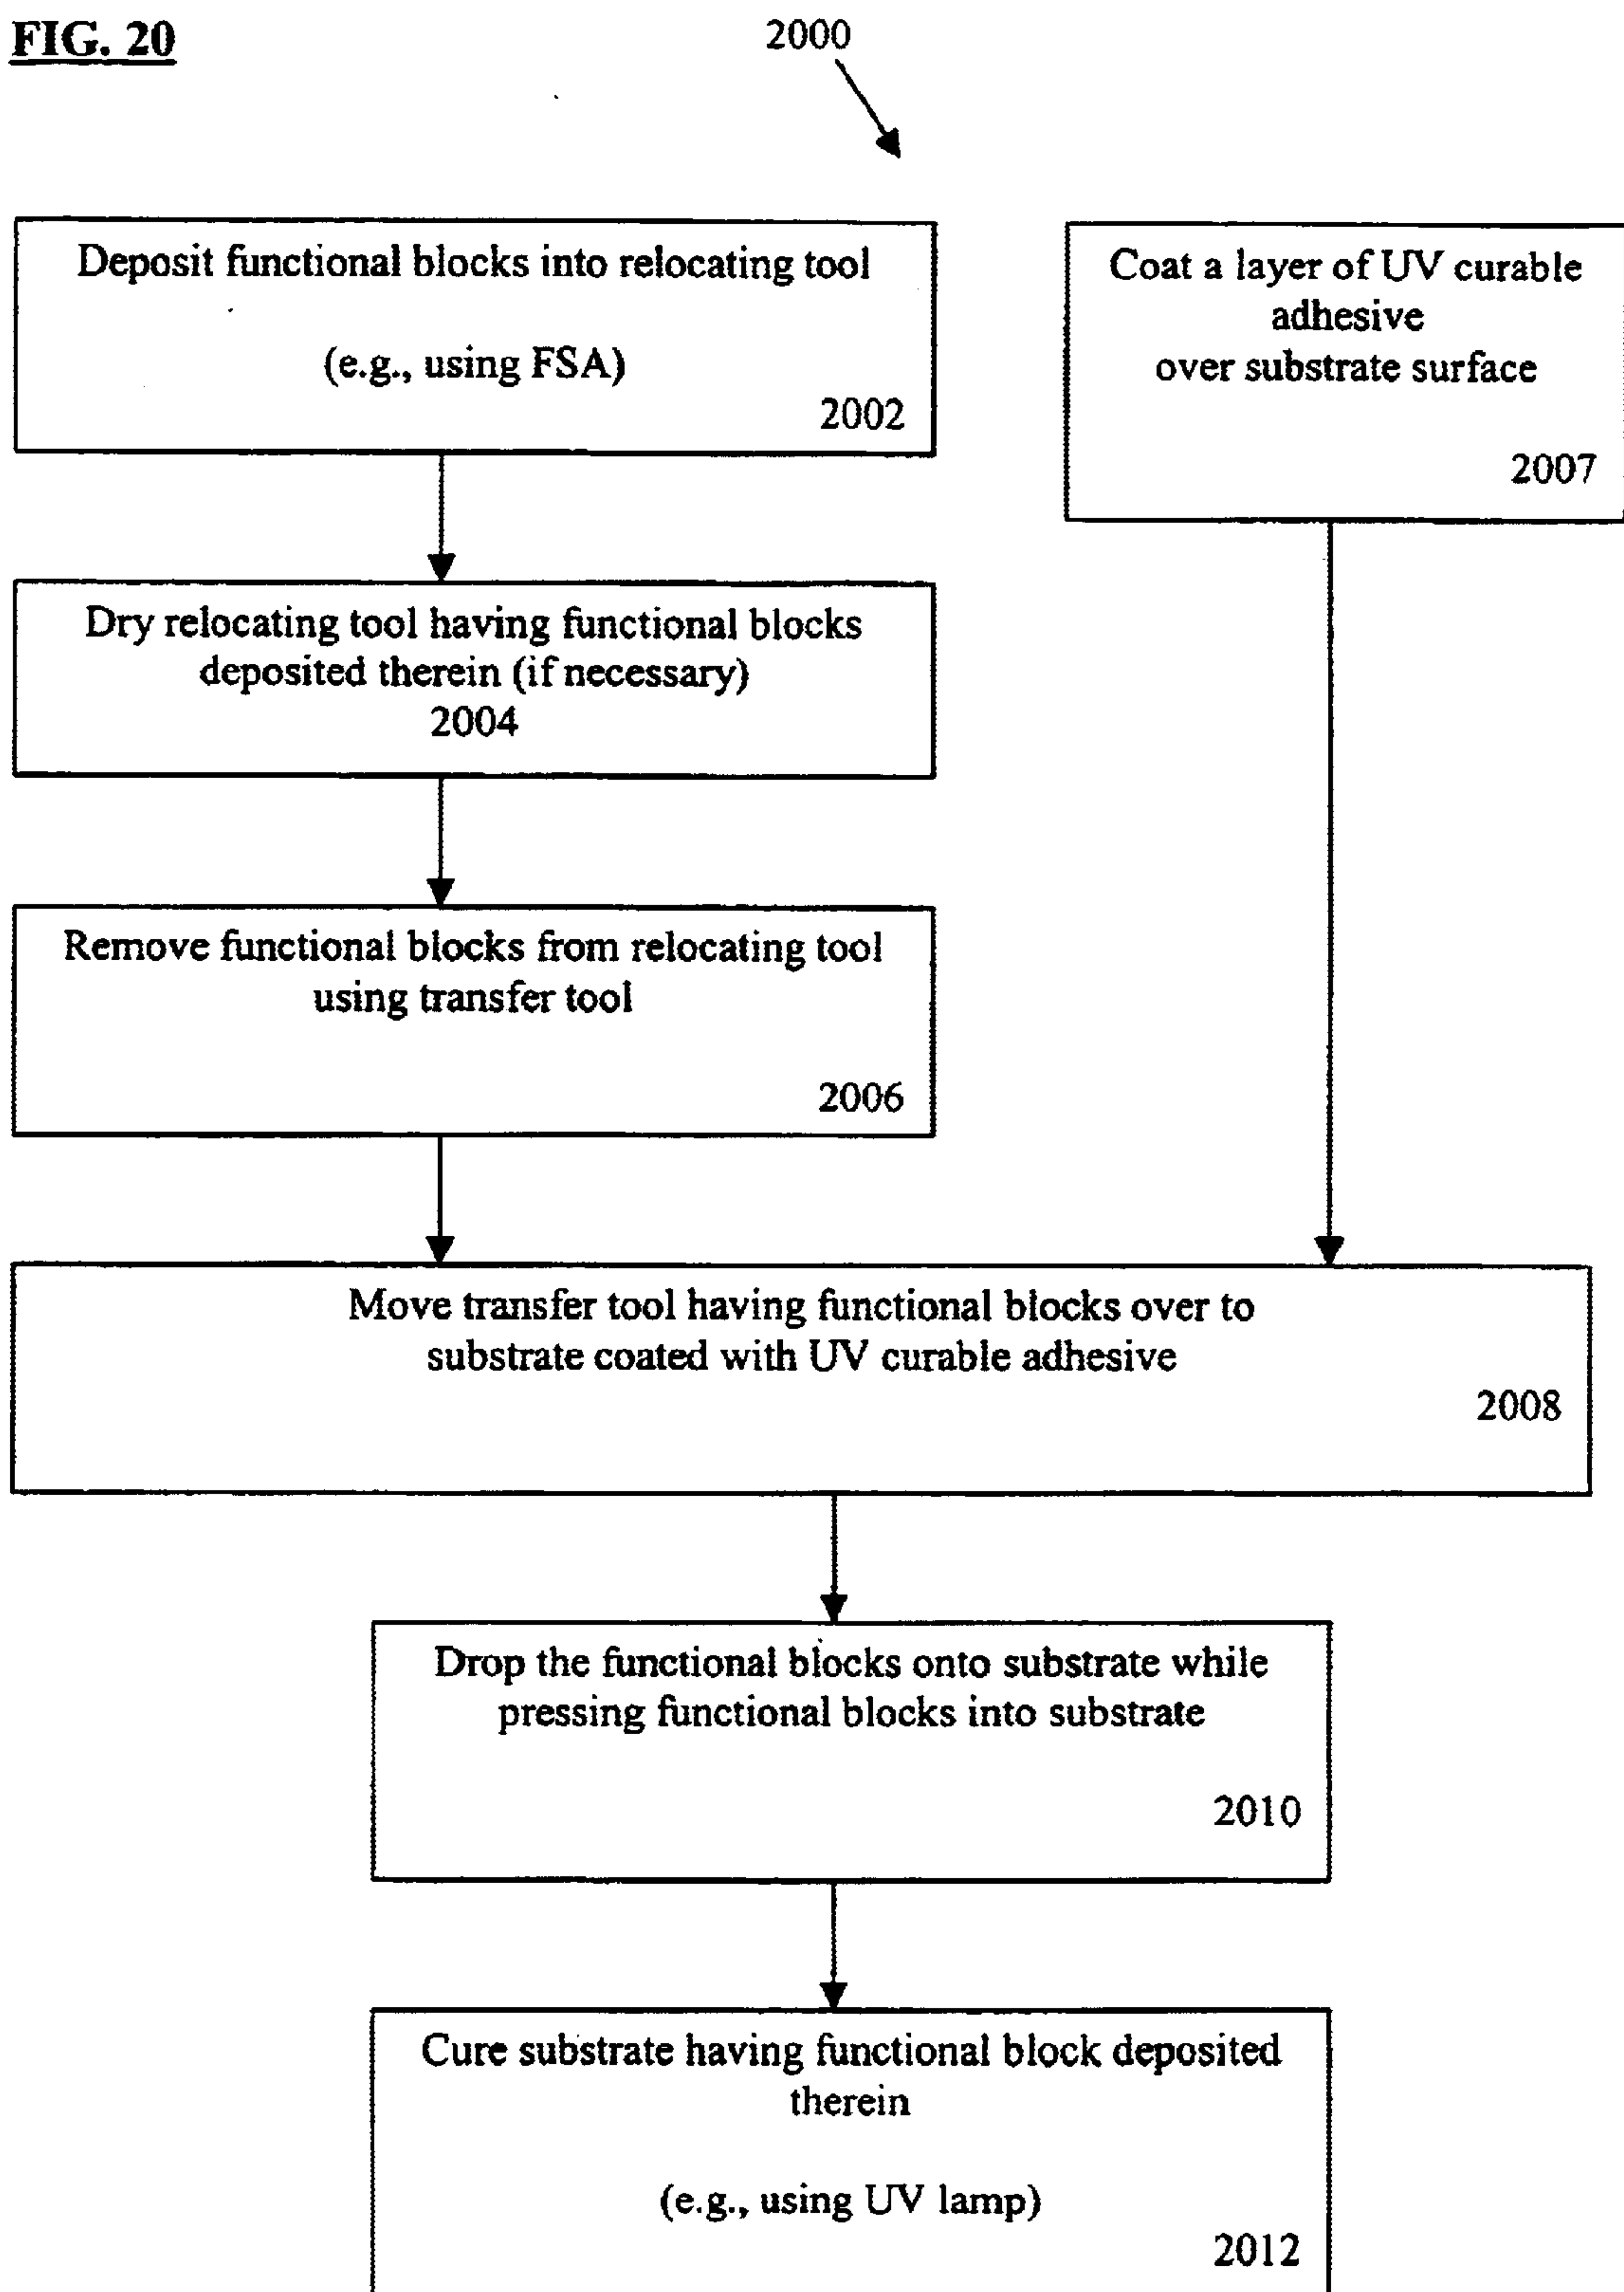 FIG. 20
2000
Deposit functional blocks into relocating tool
(e.g., using FSA)
2002
Coat a layer of UV curable
adhesive
over substrate surface
2007
Dry relocating tool having functional blocks
deposited therein (if necessary)
2004
Remove functional blocks from relocating tool
using transfer tool
2006
Move transfer tool having functional blocks over to
substrate coated with UV curable adhesive
2008
Drop the functional blocks onto substrate while
pressing functional blocks into substrate
2010
Cure substrate having functional block deposited
therein
(e.g., using UV lamp)
2012